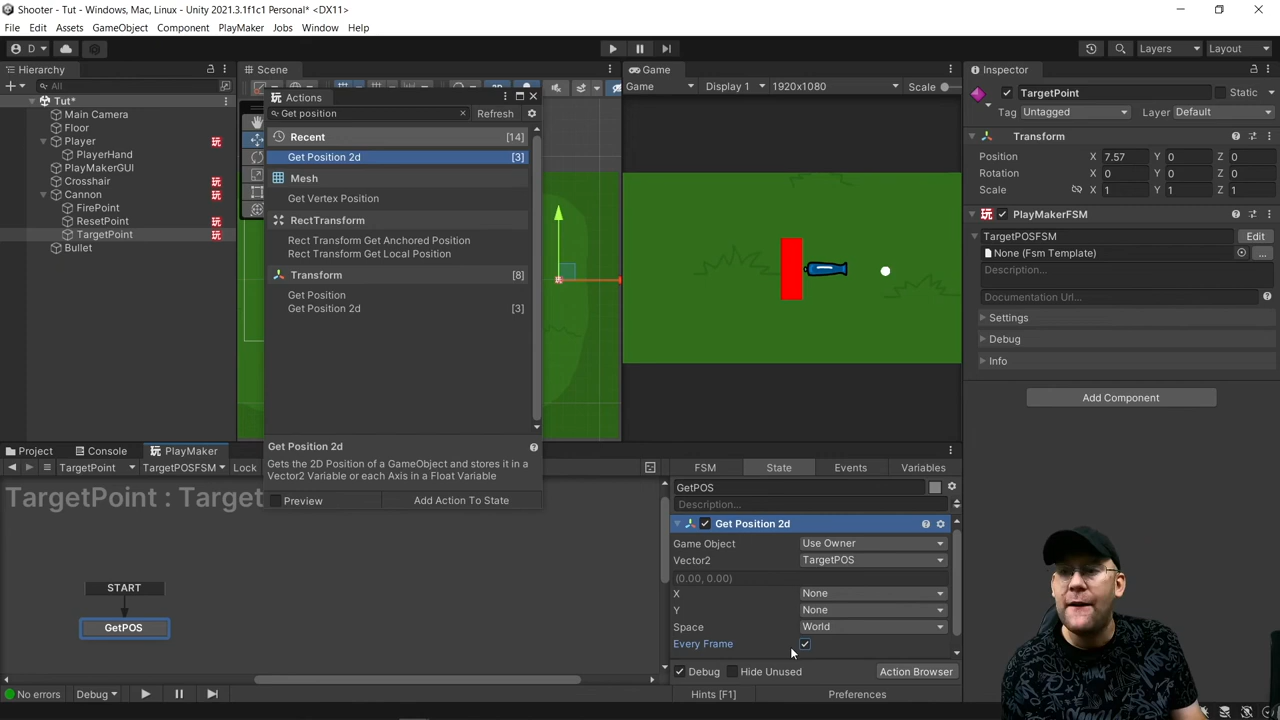 Shooter - Tut - Windows, Mac, Linux - Unity 2021.3.1f1c1 Personal* <DX11>
File Edit Assets GameObject Component PlayMaker Jobs Window Help
D Layers Layout
Hierarchy
All
Tut*
Main Camera
Floor
Player
PlayerHand
PlayMakerGUI
Crosshair
Cannon
FirePoint
ResetPoint
TargetPoint
Bullet
Scene
Actions
Get position Refresh
Recent [14]
Get Position 2d [3]
Mesh
Get Vertex Position
RectTransform
Rect Transform Get Anchored Position
Rect Transform Get Local Position
Transform [8]
Get Position
Get Position 2d [3]
Get Position 2d
Gets the 2D Position of a GameObject and stores it in a
Vector2 Variable or each Axis in a Float Variable
Preview Add Action To State
Game
Game Display 1 1920x1080 Scale
Inspector
TargetPoint Static
Tag Untagged Layer Default
Transform
Position X 7.57 Y 0 Z 0
Rotation X 0 Y 0 Z 0
Scale X 1 Y 1 Z 1
PlayMakerFSM
TargetPOSFSM Edit
None (Fsm Template) ...
Description...
Documentation Url...
Settings
Debug
Info
Add Component
Project Console PlayMaker
TargetPoint TargetPOSFSM Lock
TargetPoint : Target
START
GetPOS
No errors Debug
FSM State Events Variables
GetPOS
Description...
Get Position 2d
Game Object Use Owner
Vector2 TargetPOS
(0.00, 0.00)
X None
Y None
Space World
Every Frame
Debug Hide Unused Action Browser
Hints [F1] Preferences